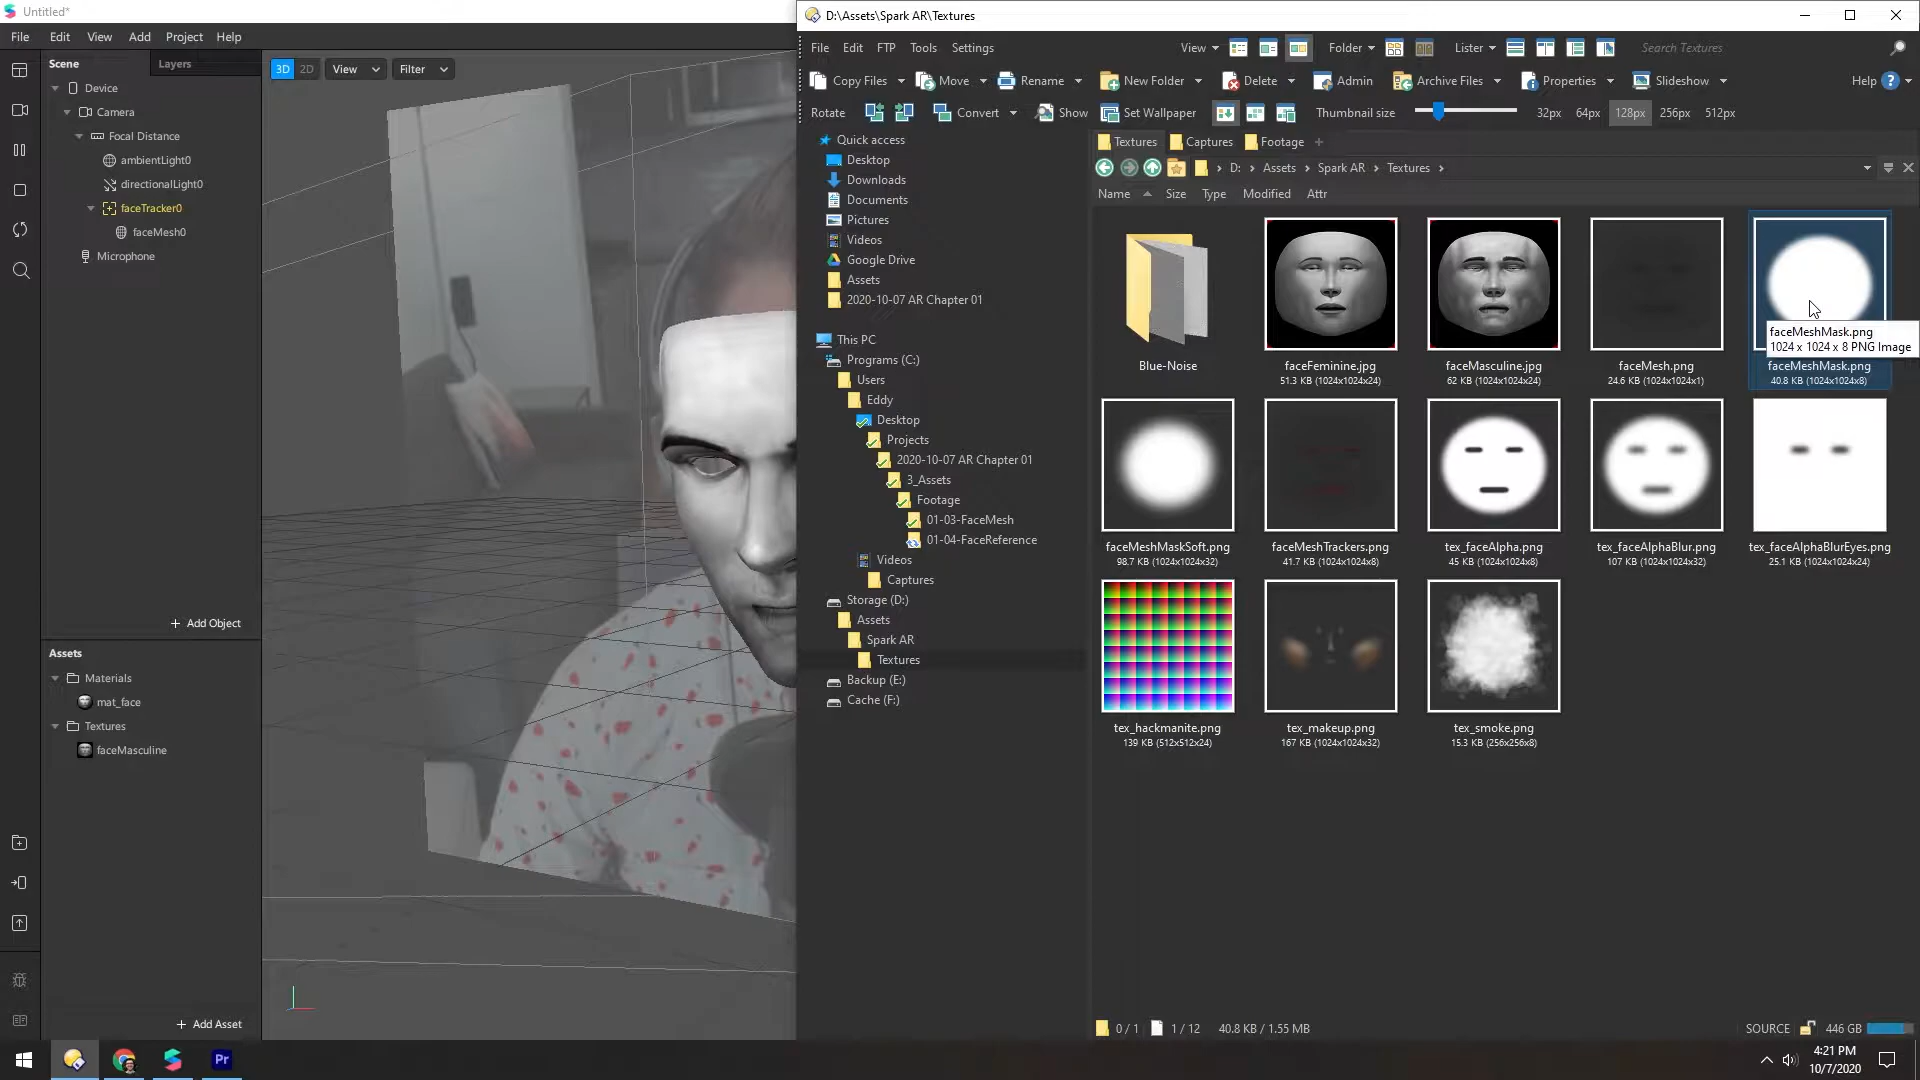 Untitled*
File Edit View Add Project Help
Scene
Layers
Device
Camera
Focal Distance
ambientLight0
directionalLight0
faceTracker0
faceMesh0
Microphone
+ Add Object
Assets
Materials
mat_face
Textures
faceMasculine
+ Add Asset
3D 2D View Filter
D:\Assets\Spark AR\Textures
File Edit FTP Tools Settings
View Folder Lister Search Textures
Copy Files Move Rename New Folder Delete Admin Archive Files Properties Slideshow Help
Rotate Convert Show Set Wallpaper Thumbnail size 32px 64px 128px 256px 512px
Quick access
Desktop
Downloads
Documents
Pictures
Videos
Google Drive
Assets
2020-10-07 AR Chapter 01
This PC
Programs (C:)
Users
Eddy
Desktop
Projects
2020-10-07 AR Chapter 01
3_Assets
Footage
01-03-FaceMesh
01-04-FaceReference
Videos
Captures
Storage (D:)
Assets
Spark AR
Textures
Backup (E:)
Cache (F:)
Textures Captures Footage +
D: Assets Spark AR Textures
Name Size Type Modified Attr
Blue-Noise
faceFeminine.jpg
51.3 KB (1024x1024x24)
faceMasculine.jpg
62 KB (1024x1024x24)
faceMesh.png
24.6 KB (1024x1024x1)
faceMeshMask.png
1024 x 1024 x 8 PNG Image
faceMeshMask.png
40.8 KB (1024x1024x8)
faceMeshMaskSoft.png
98.7 KB (1024x1024x32)
faceMeshTrackers.png
41.7 KB (1024x1024x8)
tex_faceAlpha.png
45 KB (1024x1024x8)
tex_faceAlphaBlur.png
107 KB (1024x1024x32)
tex_faceAlphaBlurEyes.png
25.1 KB (1024x1024x24)
tex_hackmanite.png
139 KB (512x512x24)
tex_makeup.png
167 KB (1024x1024x32)
tex_smoke.png
15.3 KB (256x256x8)
0 / 1 1 / 12 40.8 KB / 1.55 MB
SOURCE 446 GB
Pr
4:21 PM
10/7/2020